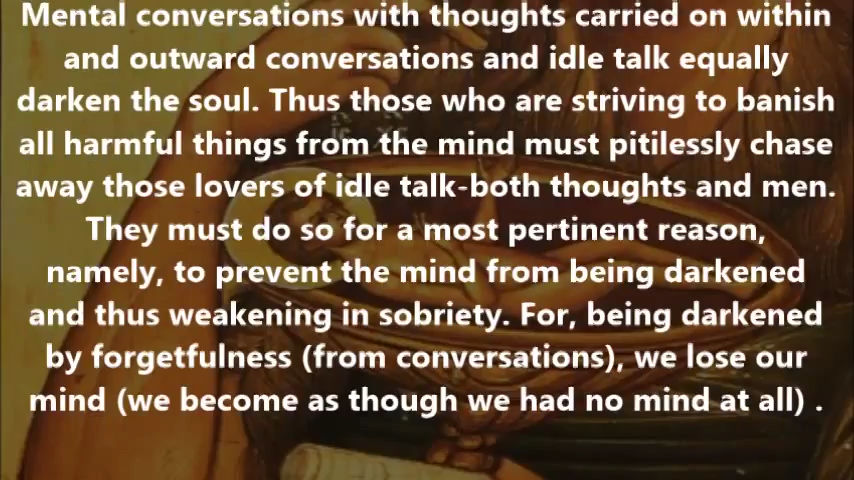 Mental conversations with thoughts carried on within
and outward conversations and idle talk equally
darken the soul. Thus those who are striving to banish
all harmful things from the mind must pitilessly chase
away those lovers of idle talk-both thoughts and men.
They must do so for a most pertinent reason,
namely, to prevent the mind from being darkened
and thus weakening in sobriety. For, being darkened
by forgetfulness (from conversations), we lose our
mind (we become as though we had no mind at all) .